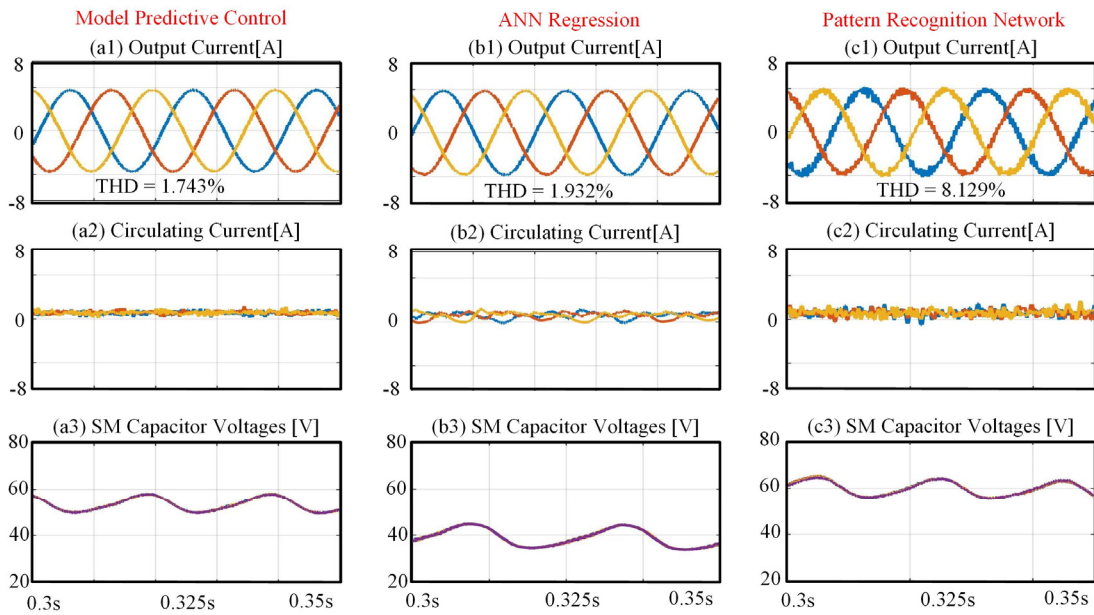 Model Predictive Control
ANN Regression
Pattern Recognition Network
(a1) Output Current[A]
(b1) Output Current[A]
(c1) Output Current[A]
8
0
-8
THD = 1.743%
8
0
-8
THD = 1.932%
8
0
-8
THD = 8.129%
(a2) Circulating Current[A]
(b2) Circulating Current[A]
(c2) Circulating Current[A]
8
0
-8
8
0
-8
8
0
-8
(a3) SM Capacitor Voltages [V]
(b3) SM Capacitor Voltages [V]
(c3) SM Capacitor Voltages [V]
80
60
40
20
80
60
40
20
80
60
40
20
0.3s 0.325s 0.35s
0.3s 0.325s 0.35s
0.3s 0.325s 0.35s